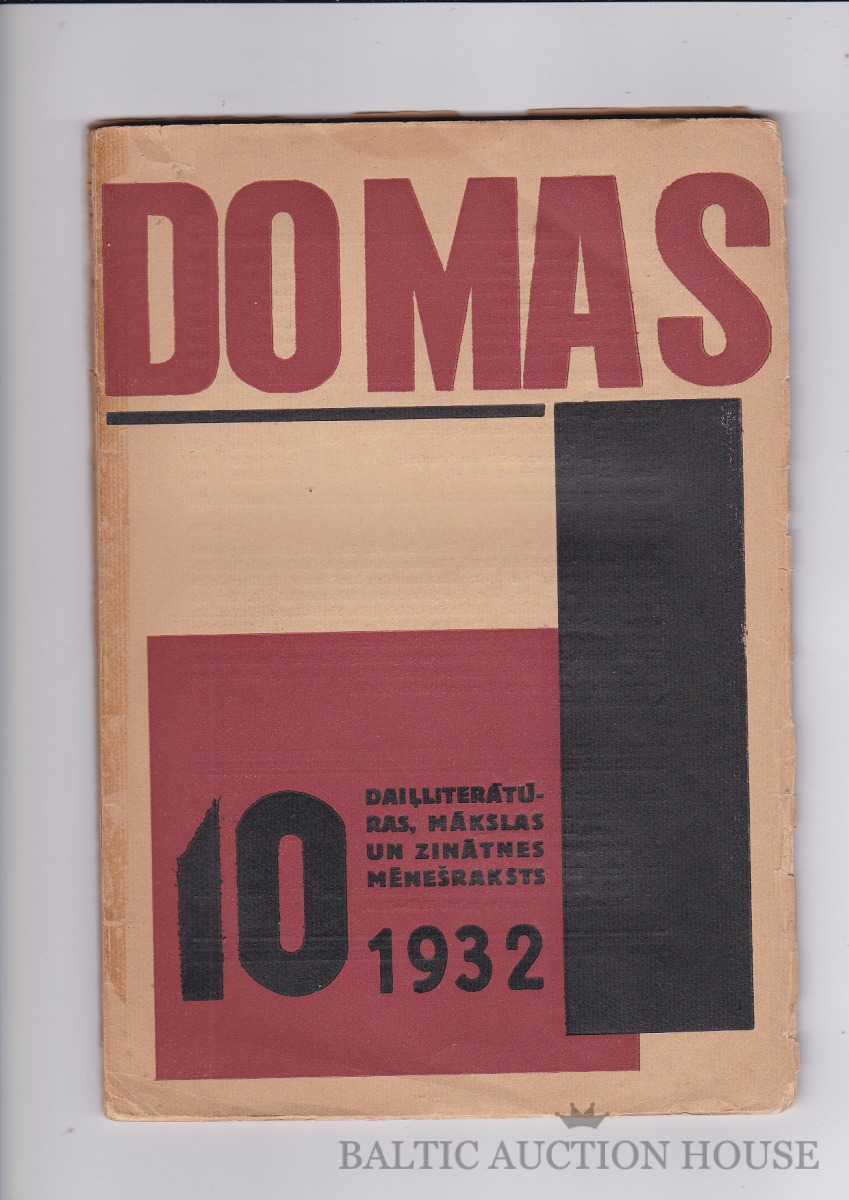 DOMAS
10
DAIĻLITERĀTŪ-
RAS, MĀKSLAS
UN ZINĀTNES
MĒNEŠRAKSTS
1932
BALTIC AUCTION HOUSE